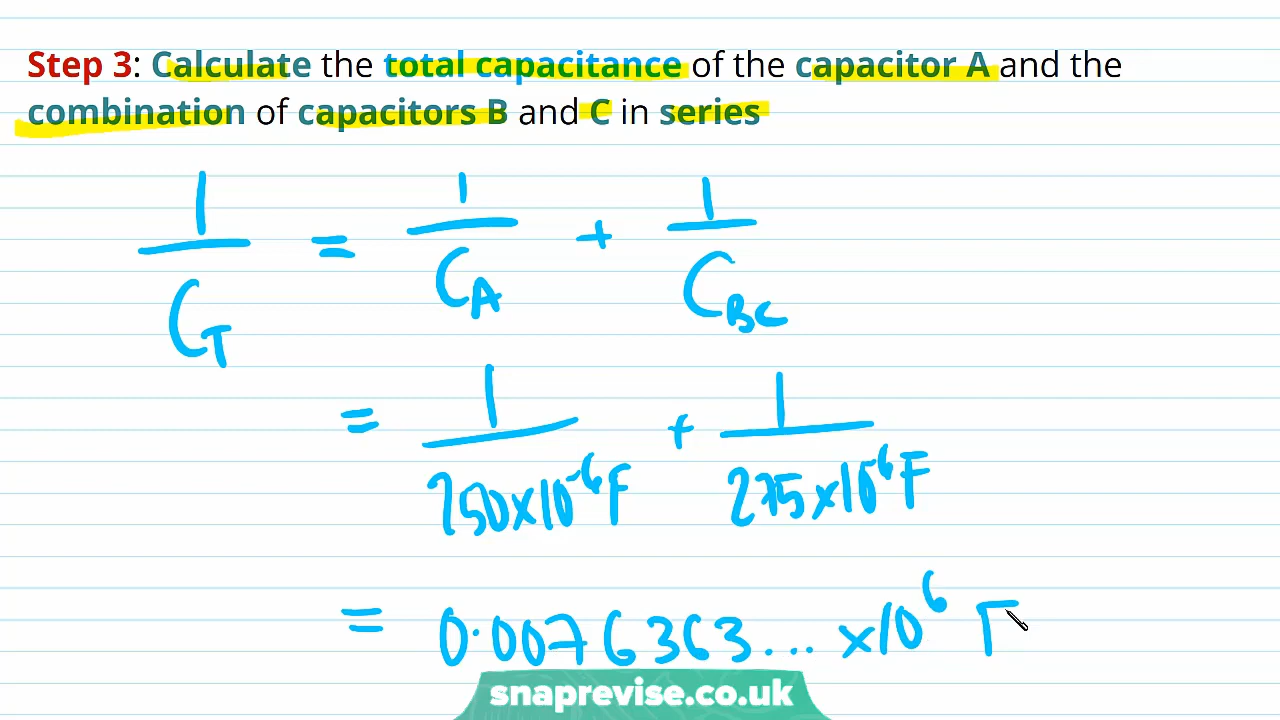 Step 3: Calculate the total capacitance of the capacitor A and the
combination of capacitors B and C in series
1/C_T = 1/C_A + 1/C_BC
= 1/250×10⁻⁶F + 1/275×10⁻⁶F
= 0.0076363... ×10⁶
snaprevise.co.uk